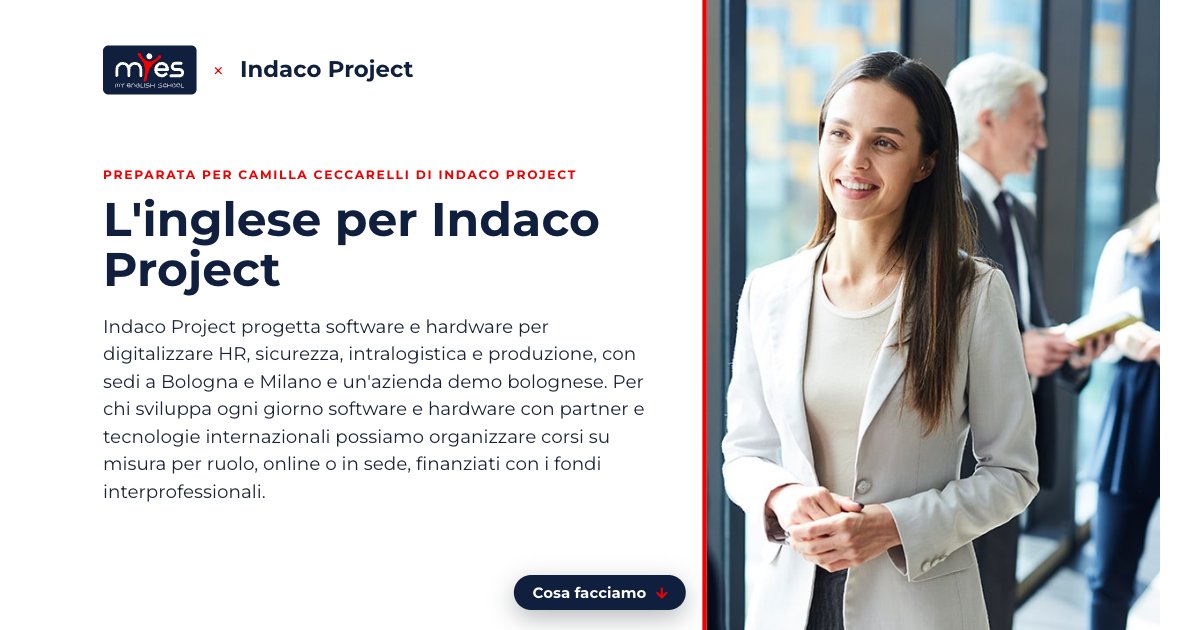 myes
MY ENGLISH SCHOOL
× Indaco Project
PREPARATA PER CAMILLA CECCARELLI DI INDACO PROJECT
L'inglese per Indaco
Project
Indaco Project progetta software e hardware per
digitalizzare HR, sicurezza, intralogistica e produzione, con
sedi a Bologna e Milano e un'azienda demo bolognese. Per
chi sviluppa ogni giorno software e hardware con partner e
tecnologie internazionali possiamo organizzare corsi su
misura per ruolo, online o in sede, finanziati con i fondi
interprofessionali.
Cosa facciamo ↓